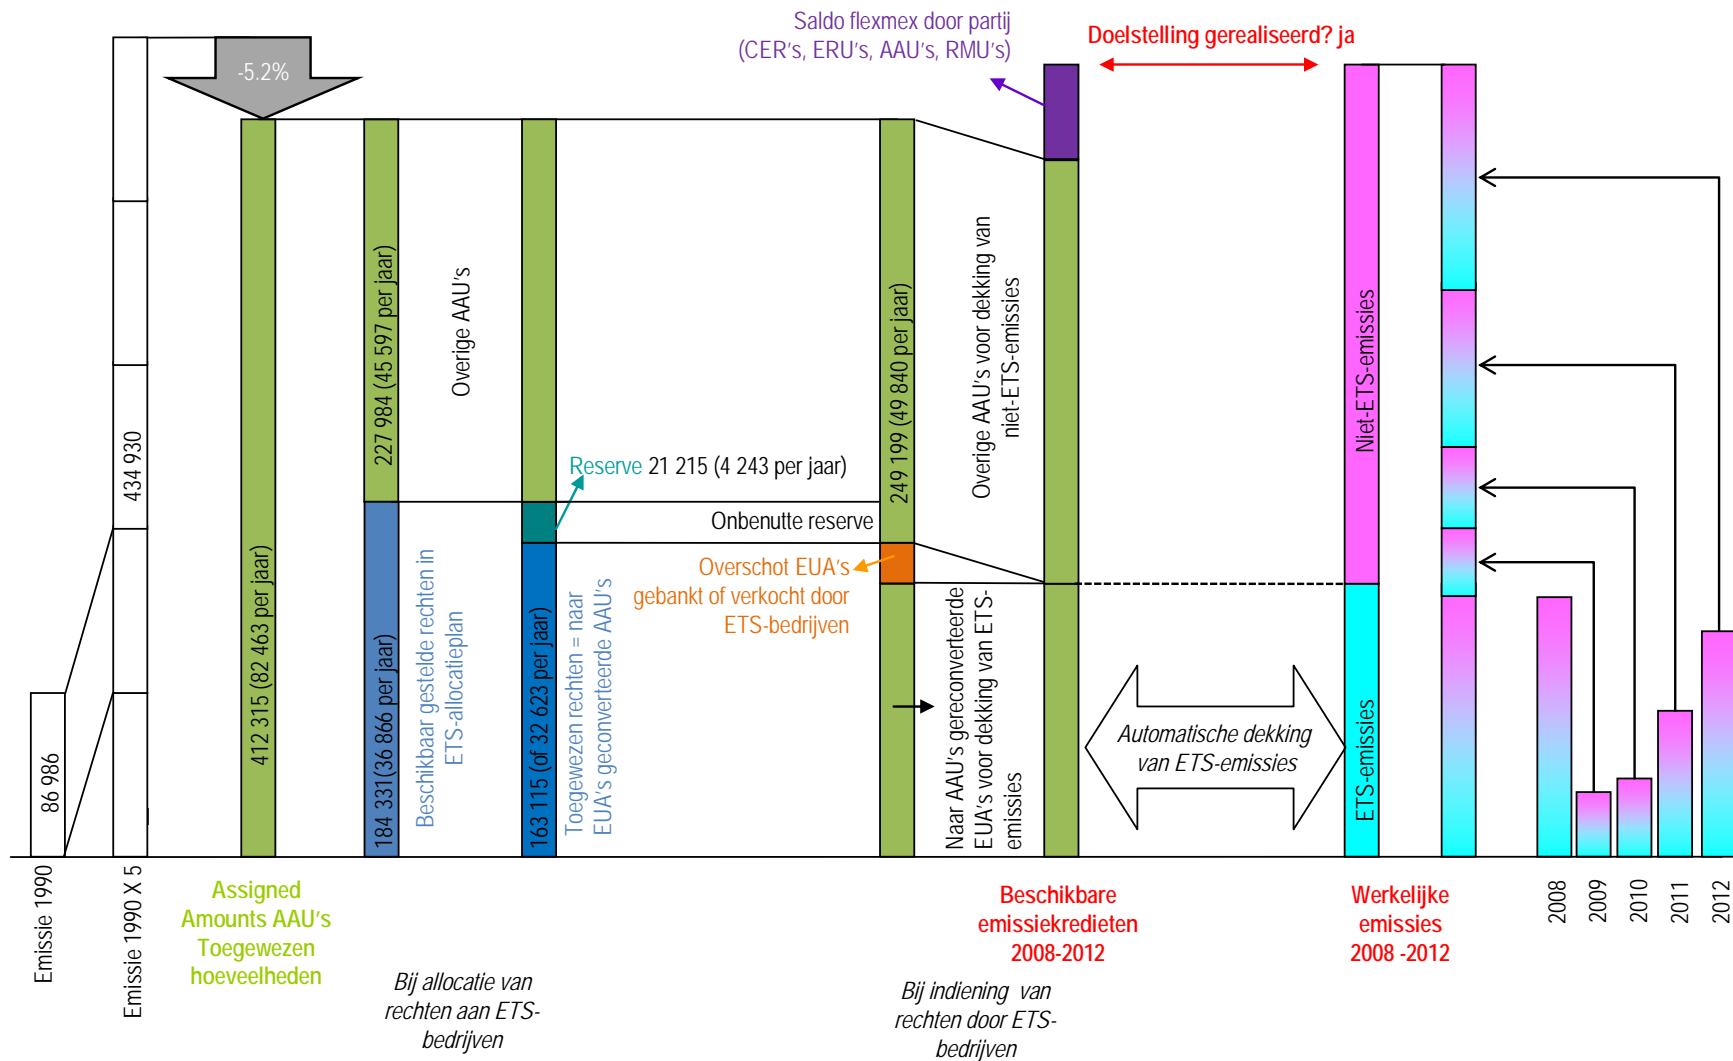 Saldo flexmex door partij
(CER's, ERU's, AAU's, RMU's)
Doelstelling gerealiseerd? ja
-5.2%
86 986
434 930
412 315 (82 463 per jaar)
227 984 (45 597 per jaar)
Overige AAU's
184 331(36 866 per jaar)
Beschikbaar gestelde rechten in
ETS-allocatieplan
163 115 (of 32 623 per jaar)
Toegewezen rechten = naar
EUA's geconverteerde AAU's
Reserve 21 215 (4 243 per jaar)
Onbenutte reserve
Overschot EUA's
gebankt of verkocht door
ETS-bedrijven
249 199 (49 840 per jaar)
Overige AAU's voor dekking van
niet-ETS-emissies
Naar AAU's gereconverteerde
EUA's voor dekking van ETS-
emissies
Automatische dekking
van ETS-emissies
Niet-ETS-emissies
ETS-emissies
Emissie 1990
Emissie 1990 X 5
Assigned
Amounts AAU's
Toegewezen
hoeveelheden
Bij allocatie van
rechten aan ETS-
bedrijven
Bij indiening van
rechten door ETS-
bedrijven
Beschikbare
emissiekredieten
2008-2012
Werkelijke
emissies
2008 -2012
2008
2009
2010
2011
2012